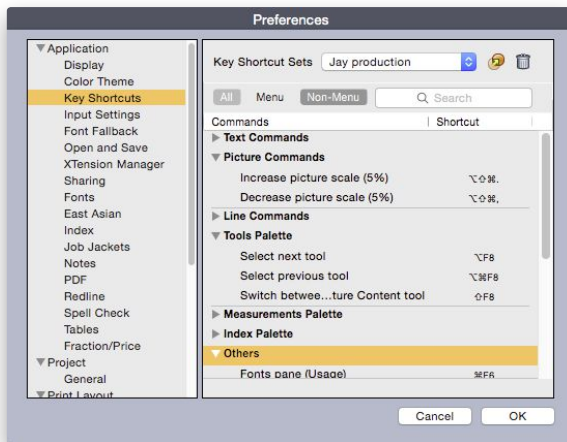 Preferences
Application
Display
Color Theme
Key Shortcuts
Input Settings
Font Fallback
Open and Save
XTension Manager
Sharing
Fonts
East Asian
Index
Job Jackets
Notes
PDF
Redline
Spell Check
Tables
Fraction/Price
Project
General
Print Layout
Key Shortcut Sets Jay production
All Menu Non-Menu Search
Commands Shortcut
Text Commands
Picture Commands
Increase picture scale (5%) ⌥⇧⌘.
Decrease picture scale (5%) ⌥⇧⌘,
Line Commands
Tools Palette
Select next tool ⌥F8
Select previous tool ⌥⌘F8
Switch betwee...ture Content tool ⇧F8
Measurements Palette
Index Palette
Others
Fonts pane (Usage) ⌘F6
Cancel OK